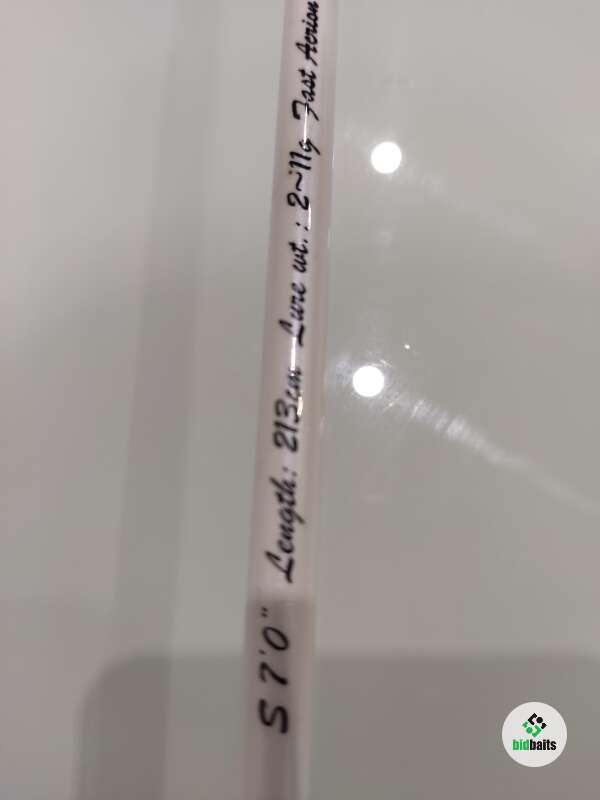 S 7'0" Length: 213cm Lure wt.: 2~11g Fast Action
bidbaits